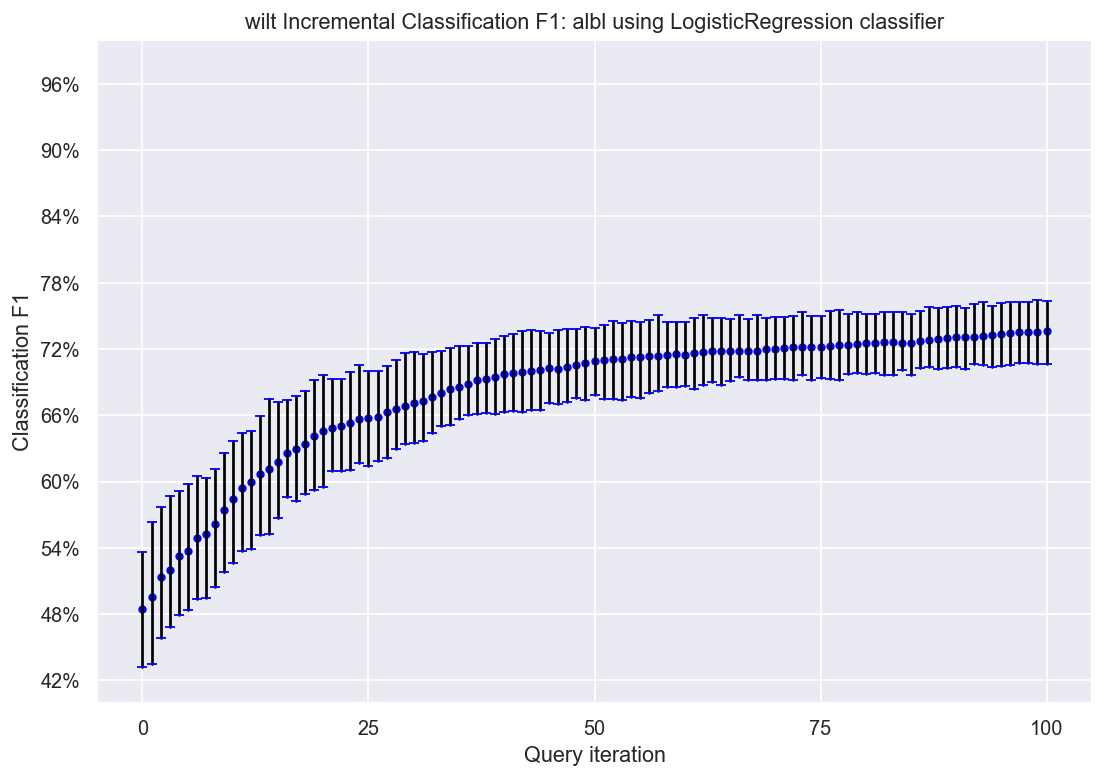 wilt Incremental Classification F1: albl using LogisticRegression classifier
96%
90%
84%
78%
72%
66%
60%
54%
48%
42%
Classification F1
0 25 50 75 100
Query iteration